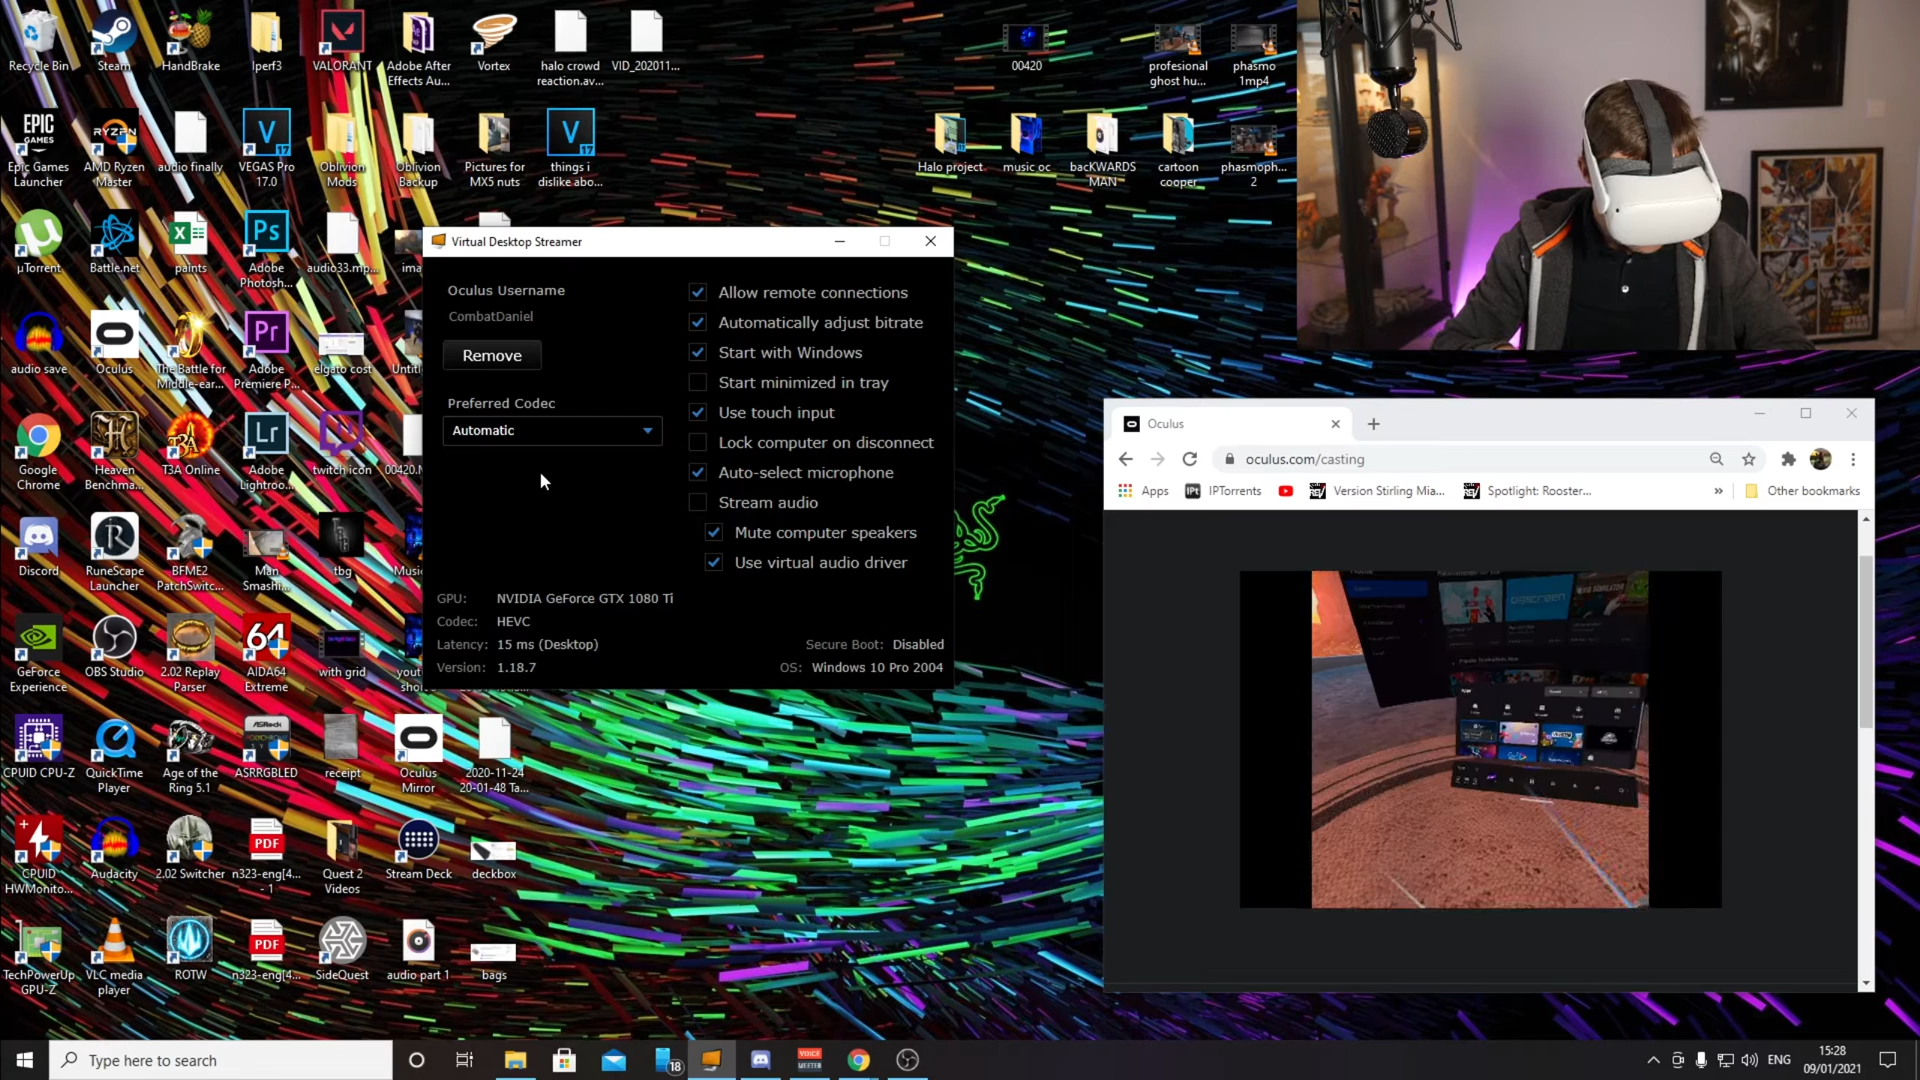 Recycle Bin
Steam
HandBrake
Iperf3
VALORANT
Adobe After
Effects Au...
Vortex
halo crowd
reaction.av...
VID_202011...
00420
profesional
ghost hu...
phasmo
1mp4
Epic Games
Launcher
AMD Ryzen
Master
audio finally
VEGAS Pro
17.0
Oblivion
Mods
Oblivion
Backup
Pictures for
MX5 nuts
things i
dislike abo...
Halo project
music oc
bacKWARDS
MAN
cartoon
cooper
phasmoph...
2
µTorrent
Battle.net
paints
Adobe
Photosh...
audio33.mp...
ima
Virtual Desktop Streamer
Oculus Username
CombatDaniel
Remove
Preferred Codec
Automatic
Allow remote connections
Automatically adjust bitrate
Start with Windows
Start minimized in tray
Use touch input
Lock computer on disconnect
Auto-select microphone
Stream audio
Mute computer speakers
Use virtual audio driver
GPU: NVIDIA GeForce GTX 1080 Ti
Codec: HEVC
Latency: 15 ms (Desktop)
Secure Boot: Disabled
Version: 1.18.7
OS: Windows 10 Pro 2004
audio save
Oculus
The Battle for
Middle-ear...
Adobe
Premiere P...
elgato cost
Untitl
Google
Chrome
Heaven
Benchma...
T3A Online
Adobe
Lightroo...
twitch icon
00420.M
Discord
RuneScape
Launcher
BFME2
PatchSwitc...
Man
Smashi...
tbg
Musi
GeForce
Experience
OBS Studio
2.02 Replay
Parser
AIDA64
Extreme
with grid
yout
CPUID CPU-Z
QuickTime
Player
Age of the
Ring 5.1
ASRRGBLED
receipt
Oculus
Mirror
2020-11-24
20-01-48 Ta...
CPUID
HWMonito...
Audacity
2.02 Switcher
n323-eng[4...
- 1
Quest 2
Videos
Stream Deck
deckbox
TechPowerUp
GPU-Z
VLC media
player
ROTW
n323-eng[4...
SideQuest
audio part 1
bags
Oculus
oculus.com/casting
Apps
IPTorrents
Version Stirling Mia...
Spotlight: Rooster...
»
Other bookmarks
Type here to search
18
VOICE
MEETER
ENG
15:28
09/01/2021